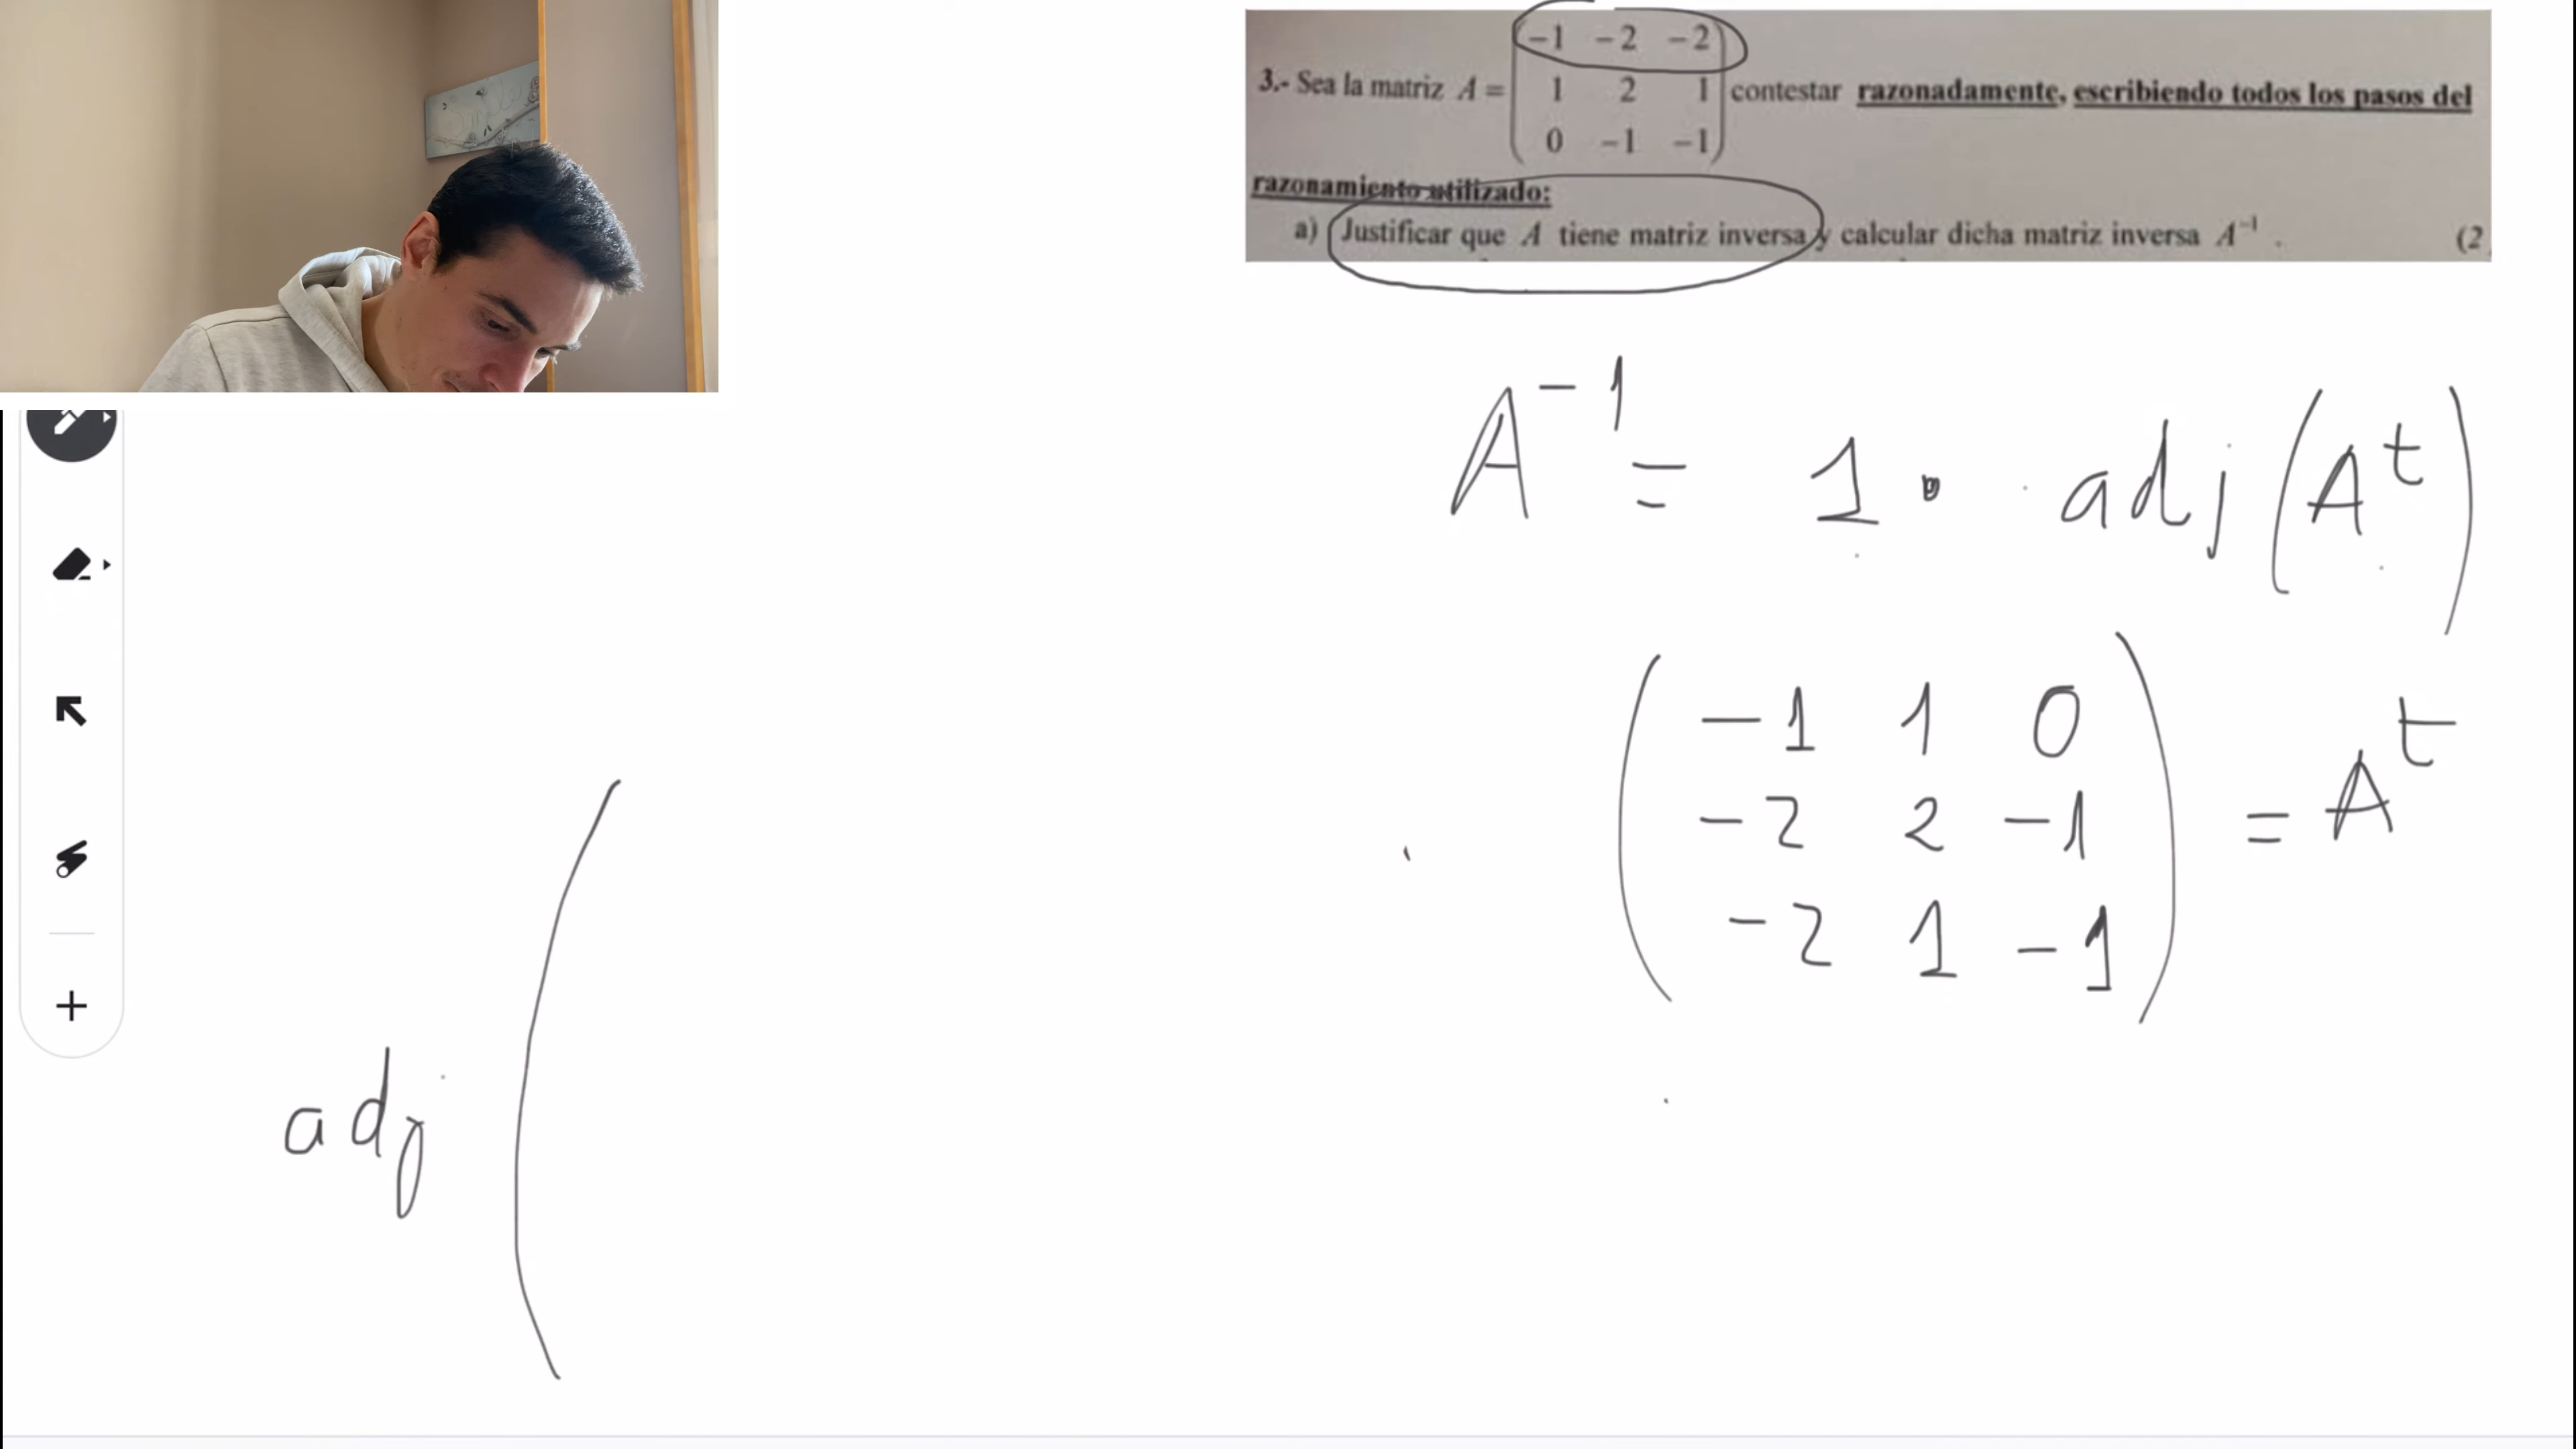 -1 -2 -2
3.- Sea la matriz A = 1 2 1 contestar razonadamente, escribiendo todos los pasos del
0 -1 -1
razonamiento utilizado:
a) Justificar que A tiene matriz inversa y calcular dicha matriz inversa A⁻¹ . (2
A⁻¹ = 1 · adj (Aᵗ)
-1 1 0
-2 2 -1 = Aᵗ
-2 1 -1
adj (